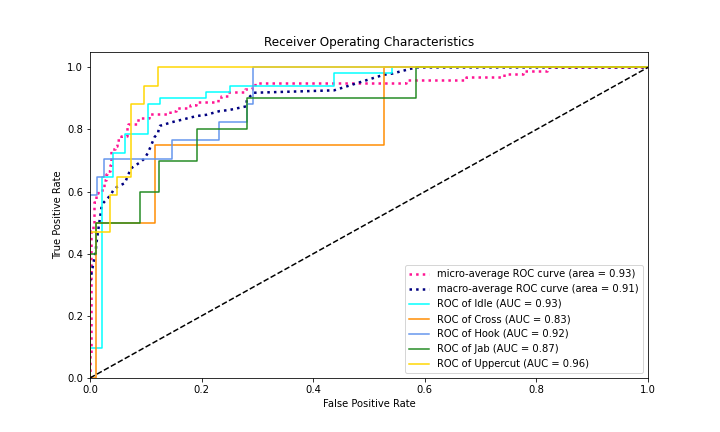 Receiver Operating Characteristics
1.0
0.8
0.6
0.4
0.2
0.0
True Positive Rate
micro-average ROC curve (area = 0.93)
macro-average ROC curve (area = 0.91)
ROC of Idle (AUC = 0.93)
ROC of Cross (AUC = 0.83)
ROC of Hook (AUC = 0.92)
ROC of Jab (AUC = 0.87)
ROC of Uppercut (AUC = 0.96)
0.0 0.2 0.4 0.6 0.8 1.0
False Positive Rate